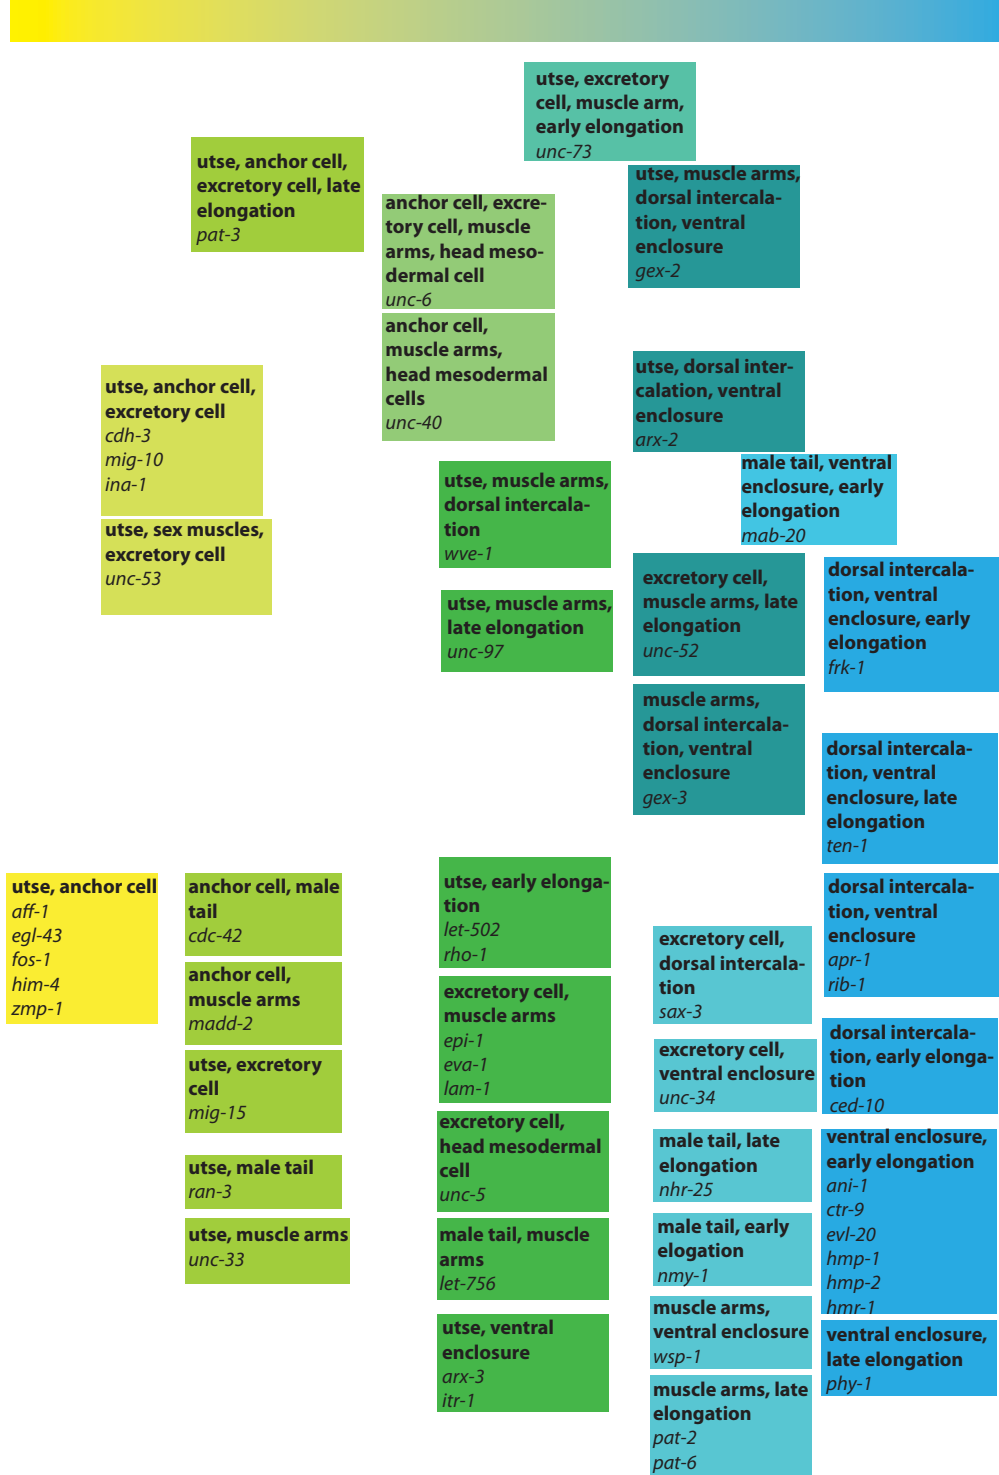 utse, excretory
cell, muscle arm,
early elongation
unc-73
utse, anchor cell,
excretory cell, late
elongation
pat-3
utse, muscle arms,
dorsal intercala-
tion, ventral
enclosure
gex-2
anchor cell, excre-
tory cell, muscle
arms, head meso-
dermal cell
unc-6
anchor cell,
muscle arms,
head mesodermal
cells
unc-40
utse, dorsal inter-
calation, ventral
enclosure
arx-2
utse, anchor cell,
excretory cell
cdh-3
mig-10
ina-1
male tail, ventral
enclosure, early
elongation
mab-20
utse, muscle arms,
dorsal intercala-
tion
wve-1
utse, sex muscles,
excretory cell
unc-53
excretory cell,
muscle arms, late
elongation
unc-52
dorsal intercala-
tion, ventral
enclosure, early
elongation
frk-1
utse, muscle arms,
late elongation
unc-97
muscle arms,
dorsal intercala-
tion, ventral
enclosure
gex-3
dorsal intercala-
tion, ventral
enclosure, late
elongation
ten-1
utse, anchor cell
aff-1
egl-43
fos-1
him-4
zmp-1
anchor cell, male
tail
cdc-42
anchor cell,
muscle arms
madd-2
utse, excretory
cell
mig-15
utse, male tail
ran-3
utse, muscle arms
unc-33
utse, early elonga-
tion
let-502
rho-1
excretory cell,
muscle arms
epi-1
eva-1
lam-1
excretory cell,
head mesodermal
cell
unc-5
male tail, muscle
arms
let-756
utse, ventral
enclosure
arx-3
itr-1
excretory cell,
dorsal intercala-
tion
sax-3
excretory cell,
ventral enclosure
unc-34
male tail, late
elongation
nhr-25
male tail, early
elogation
nmy-1
muscle arms,
ventral enclosure
wsp-1
muscle arms, late
elongation
pat-2
pat-6
dorsal intercala-
tion, ventral
enclosure
apr-1
rib-1
dorsal intercala-
tion, early elonga-
tion
ced-10
ventral enclosure,
early elongation
ani-1
ctr-9
evl-20
hmp-1
hmp-2
hmr-1
ventral enclosure,
late elongation
phy-1